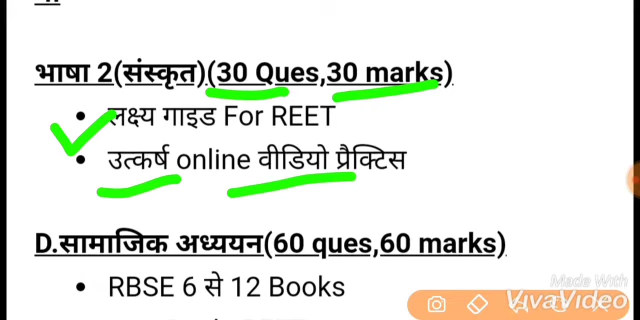 भाषा 2(संस्कृत)(30 Ques,30 marks)
• लक्ष्य गाइड For REET
• उत्कर्ष online वीडियो प्रैक्टिस
D.सामाजिक अध्ययन(60 ques,60 marks)
• RBSE 6 से 12 Books
Made With
VivaVideo